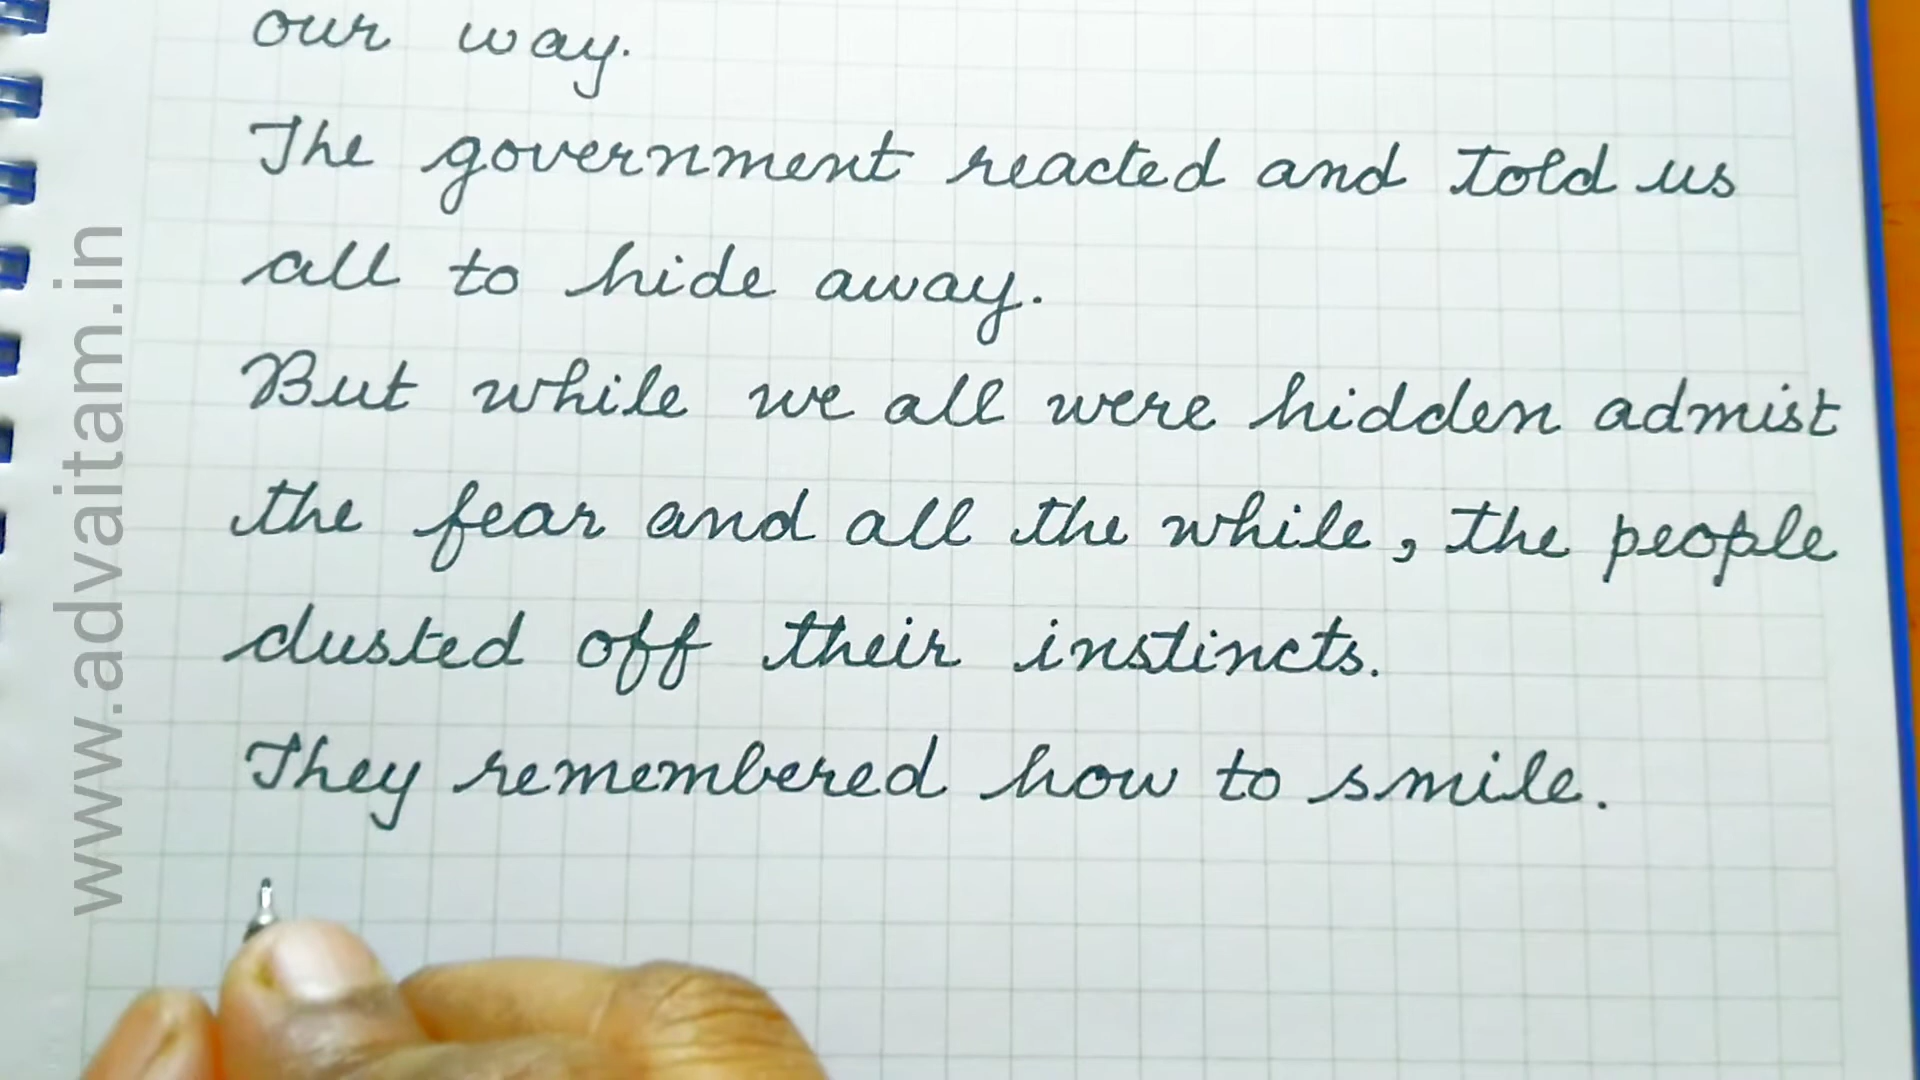 our way.
The government reacted and told us
all to hide away.
But while we all were hidden admist
the fear and all the while, the people
dusted off their instincts.
They remembered how to smile.
www.advaitam.in